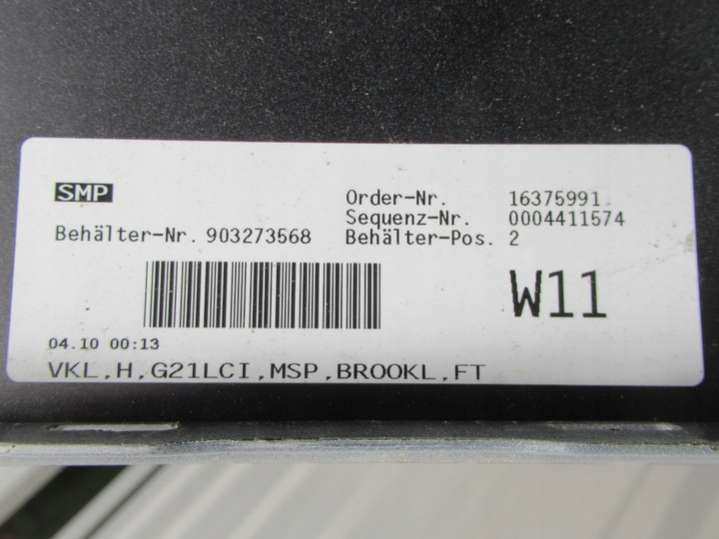 SMP
Order-Nr. 16375991
Sequenz-Nr. 0004411574
Behälter-Nr. 903273568 Behälter-Pos. 2
W11
04.10 00:13
VKL,H,G21LCI,MSP,BROOKL,FT